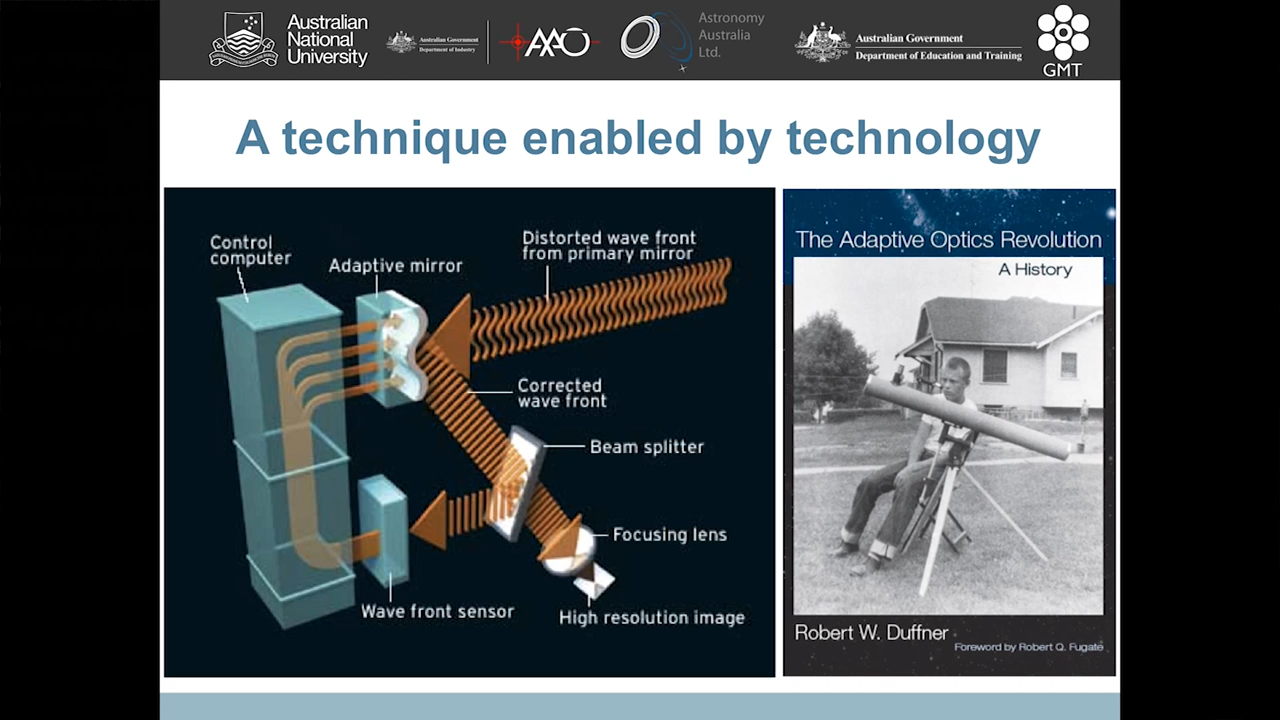 Australian
National
University
Australian Government
Department of Industry
AAO
Astronomy
Australia
Ltd.
Australian Government
Department of Education and Training
GMT
A technique enabled by technology
Control
computer
Adaptive mirror
Distorted wave front
from primary mirror
Corrected
wave front
Beam splitter
Focusing lens
Wave front sensor
High resolution image
The Adaptive Optics Revolution
A History
Robert W. Duffner
Foreword by Robert Q. Fugate